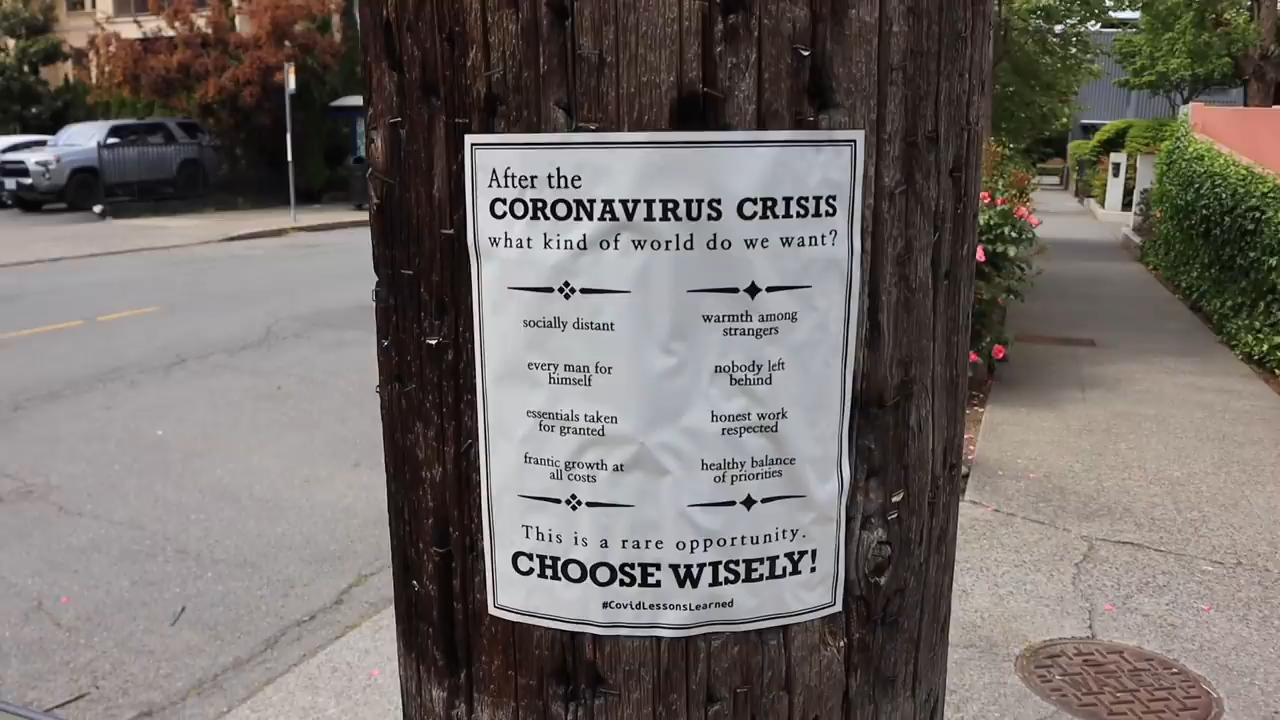 After the
CORONAVIRUS CRISIS
what kind of world do we want?
socially distant
warmth among
strangers
every man for
himself
nobody left
behind
essentials taken
for granted
honest work
respected
frantic growth at
all costs
healthy balance
of priorities
This is a rare opportunity.
CHOOSE WISELY!
#CovidLessonsLearned